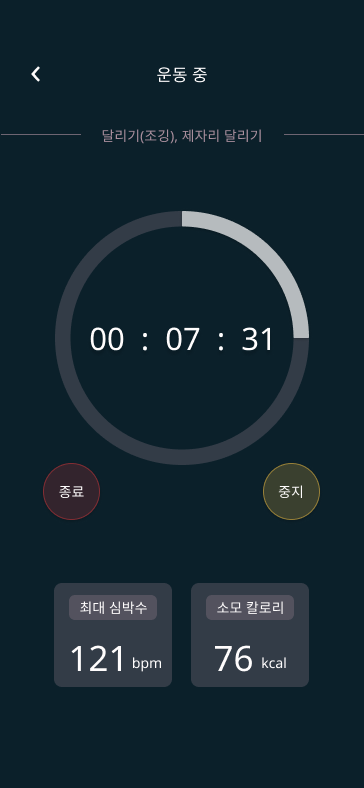 운동 중
달리기(조깅), 제자리 달리기
00 : 07 : 31
종료
중지
최대 심박수
소모 칼로리
121 bpm
76 kcal